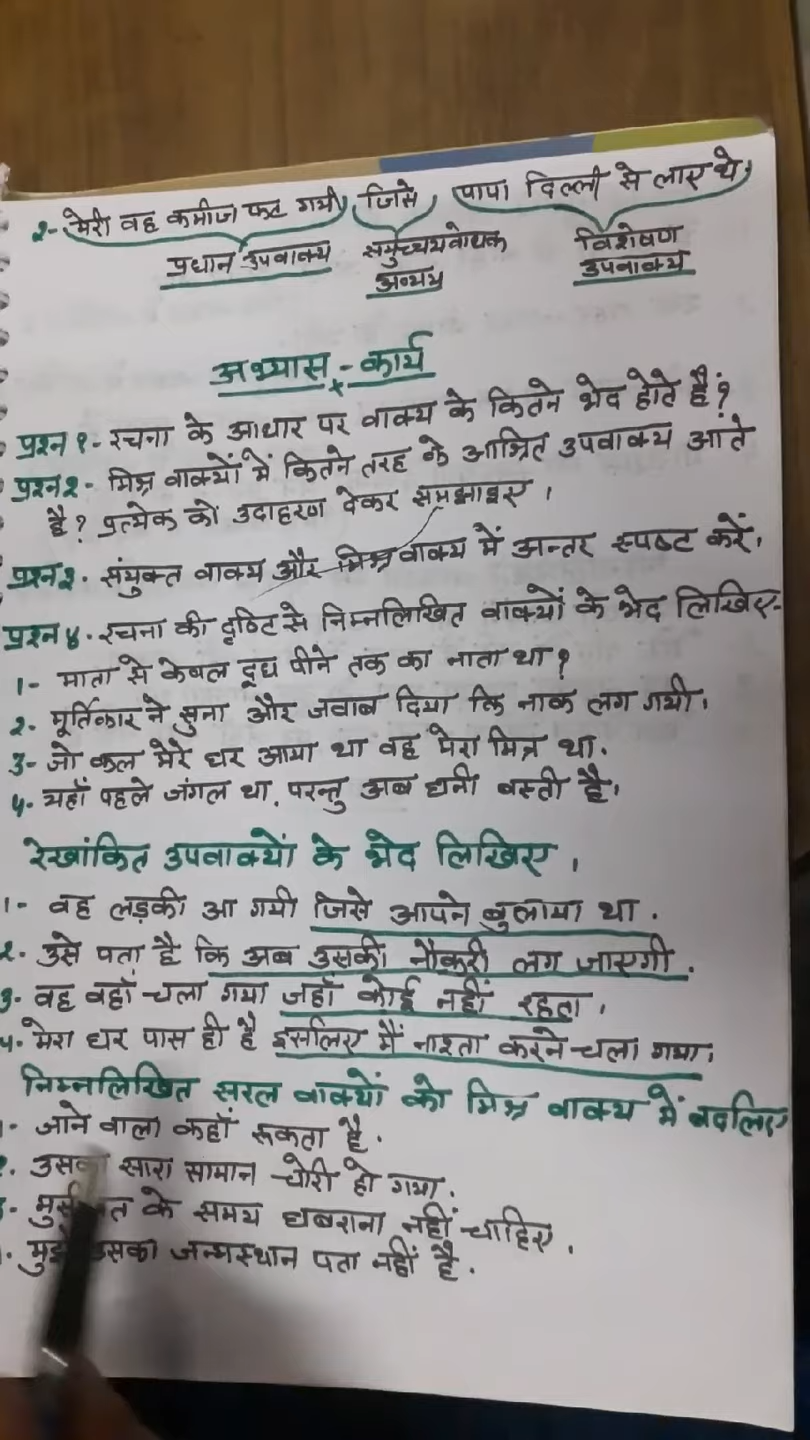 २- मेरी वह कमीज फट गयी, जिसे पापा दिल्ली से लाए थे।
प्रधान उपवाक्य समुच्चयबोधक विशेषण
अव्यय उपवाक्य
अभ्यास - कार्य
प्रश्न १- रचना के आधार पर वाक्य के कितने भेद होते हैं?
प्रश्न २- मिश्र वाक्यों में कितने तरह के आश्रित उपवाक्य आते
है? प्रत्येक को उदाहरण देकर समझाइए।
प्रश्न ३. संयुक्त वाक्य और मिश्र वाक्य में अन्तर स्पष्ट करें।
प्रश्न ४. रचना की दृष्टि से निम्नलिखित वाक्यों के भेद लिखिए-
1- माता से केवल दूध पीने तक का नाता था?
2. मूर्तिकार ने सुना और जवाब दिया कि नाक लग गयी।
3- जो कल मेरे घर आया था वह मेरा मित्र था.
4. यहाँ पहले जंगल था, परन्तु अब घनी बस्ती है।
रेखांकित उपवाक्यों के भेद लिखिए।
1- वह लड़की आ गयी जिसे आपने बुलाया था.
2. उसे पता है कि अब उसकी नौकरी लग जाएगी.
3- वह वहाँ चला गया जहाँ कोई नहीं रहता।
4. मेरा घर पास ही है इसलिए मैं नाश्ता करने चला गया।
निम्नलिखित सरल वाक्यों को मिश्र वाक्य में बदलिए
जाने वाला कहाँ रूकता है.
उसका सारा सामान चोरी हो गया.
के समय घबराना नहीं चाहिए.
उसका जन्मस्थान पता नहीं है.